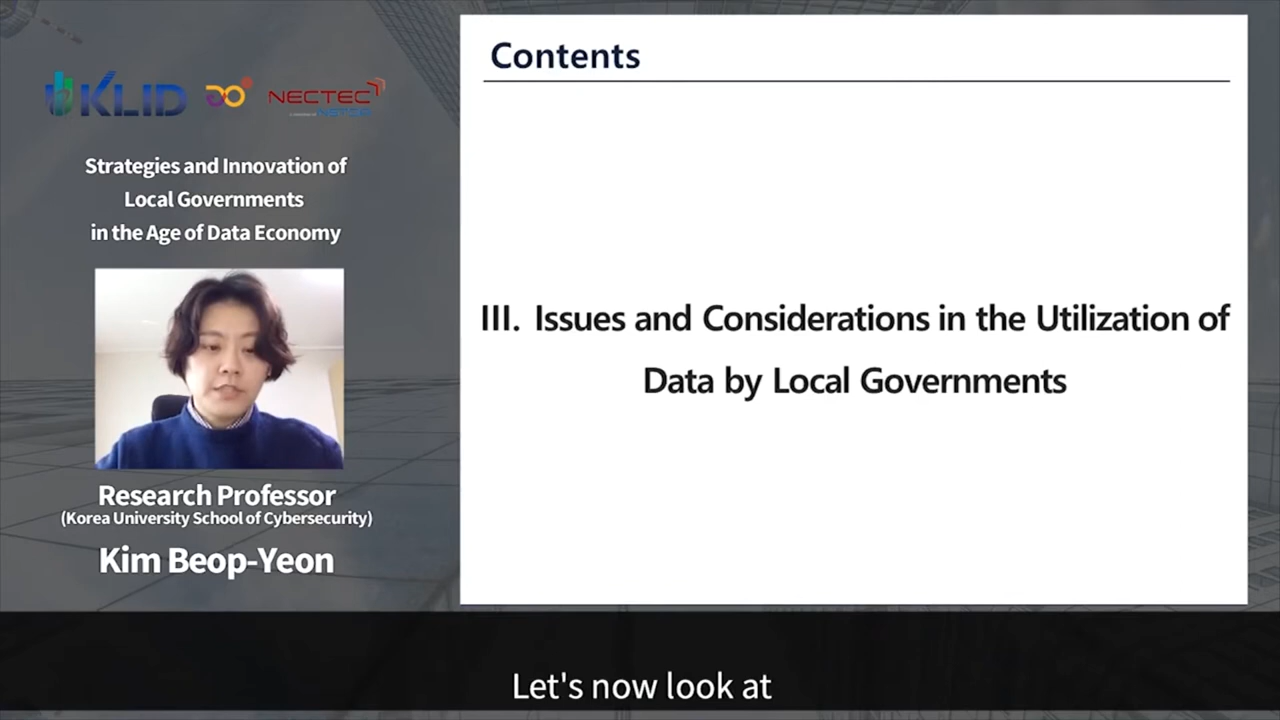 KLID
NECTEC
Strategies and Innovation of
Local Governments
in the Age of Data Economy
Research Professor
(Korea University School of Cybersecurity)
Kim Beop-Yeon
Contents
III. Issues and Considerations in the Utilization of
Data by Local Governments
Let's now look at